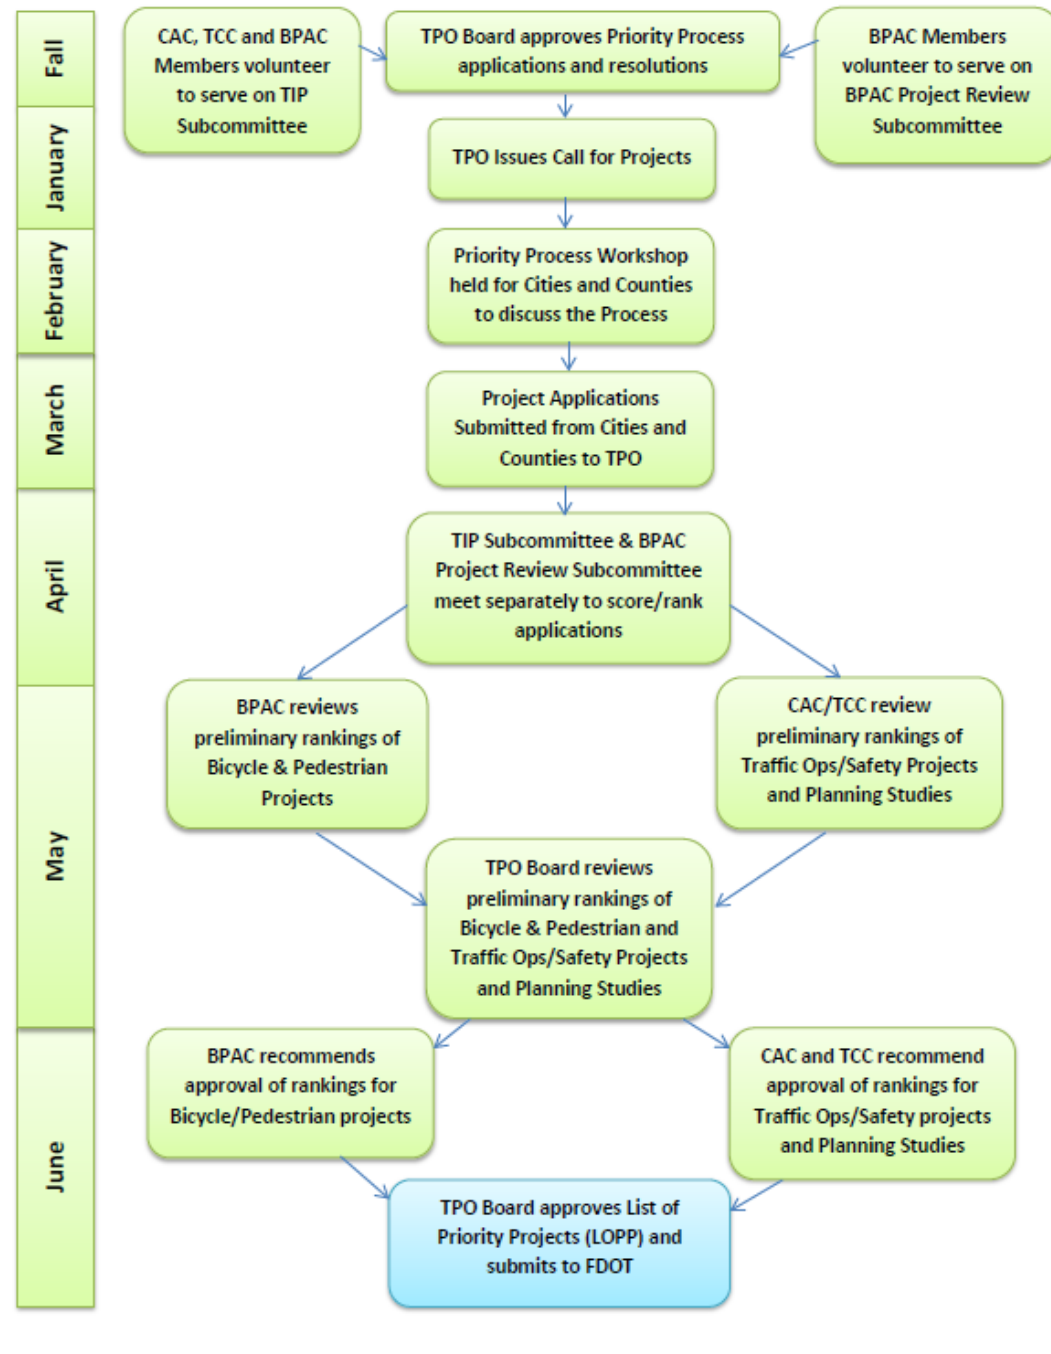 Fall
CAC, TCC and BPAC
Members volunteer
to serve on TIP
Subcommittee
TPO Board approves Priority Process
applications and resolutions
BPAC Members
volunteer to serve on
BPAC Project Review
Subcommittee
January
TPO Issues Call for Projects
February
Priority Process Workshop
held for Cities and Counties
to discuss the Process
March
Project Applications
Submitted from Cities and
Counties to TPO
April
TIP Subcommittee & BPAC
Project Review Subcommittee
meet separately to score/rank
applications
May
BPAC reviews
preliminary rankings of
Bicycle & Pedestrian
Projects
CAC/TCC review
preliminary rankings of
Traffic Ops/Safety Projects
and Planning Studies
TPO Board reviews
preliminary rankings of
Bicycle & Pedestrian and
Traffic Ops/Safety Projects
and Planning Studies
June
BPAC recommends
approval of rankings for
Bicycle/Pedestrian projects
CAC and TCC recommend
approval of rankings for
Traffic Ops/Safety projects
and Planning Studies
TPO Board approves List of
Priority Projects (LOPP) and
submits to FDOT